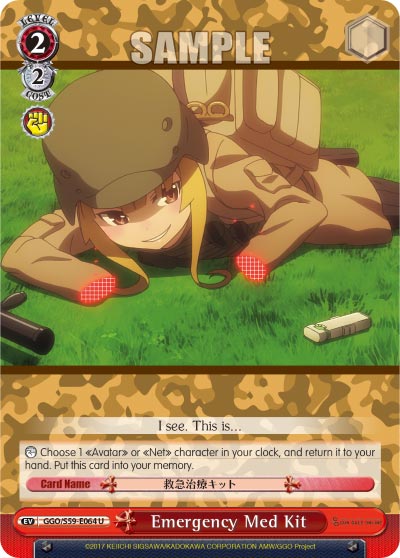 LEVEL
2
2
COST
SAMPLE
I see. This is...
Choose 1 «Avatar» or «Net» character in your clock, and return it to
your hand. Put this card into your memory.
Card Name 救急治療キット
EV GGO/S59-E064 U Emergency Med Kit
©2017 KEIICHI SIGSAWA/KADOKAWA CORPORATION AMW/GGO Project